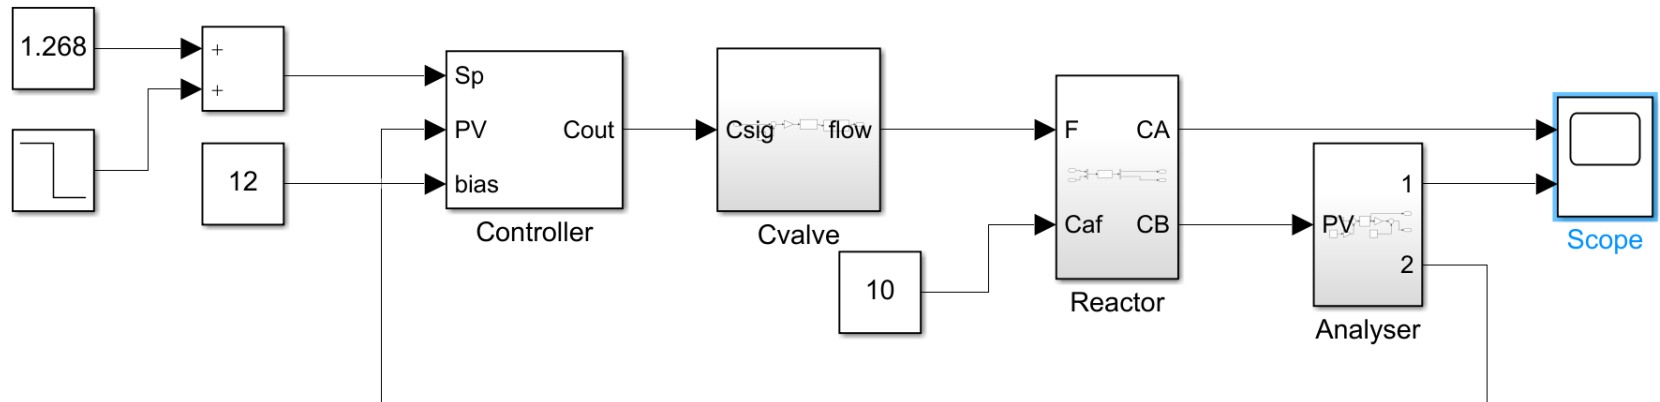 1.268
+
+
12
Sp
PV
bias
Cout
Controller
Csig
flow
Cvalve
10
F
Caf
CA
CB
Reactor
PV
1
2
Analyser
Scope